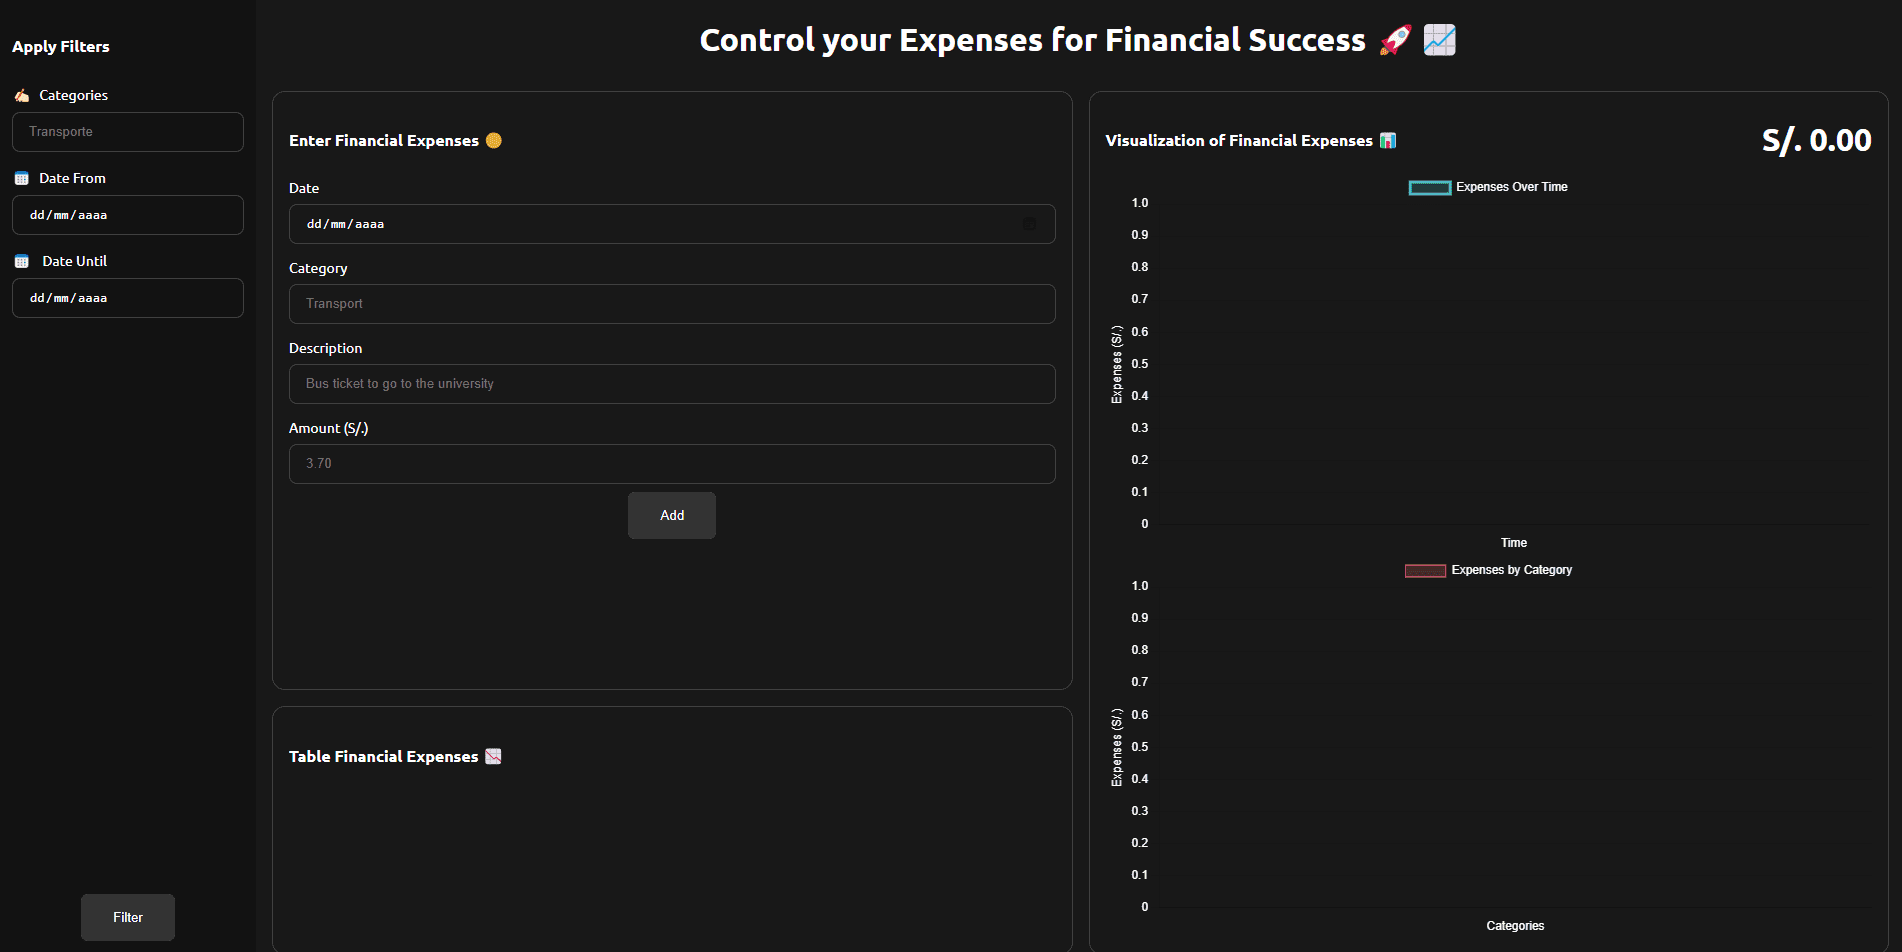 Apply Filters
Categories
Transporte
Date From
dd/mm/aaaa
Date Until
dd/mm/aaaa
Filter
Control your Expenses for Financial Success
Enter Financial Expenses
Date
dd/mm/aaaa
Category
Transport
Description
Bus ticket to go to the university
Amount (S/.)
3.70
Add
Table Financial Expenses
Visualization of Financial Expenses
S/. 0.00
Expenses Over Time
1.0
0.9
0.8
0.7
0.6
0.5
0.4
0.3
0.2
0.1
0
Expenses (S/.)
Time
Expenses by Category
1.0
0.9
0.8
0.7
0.6
0.5
0.4
0.3
0.2
0.1
0
Expenses (S/.)
Categories